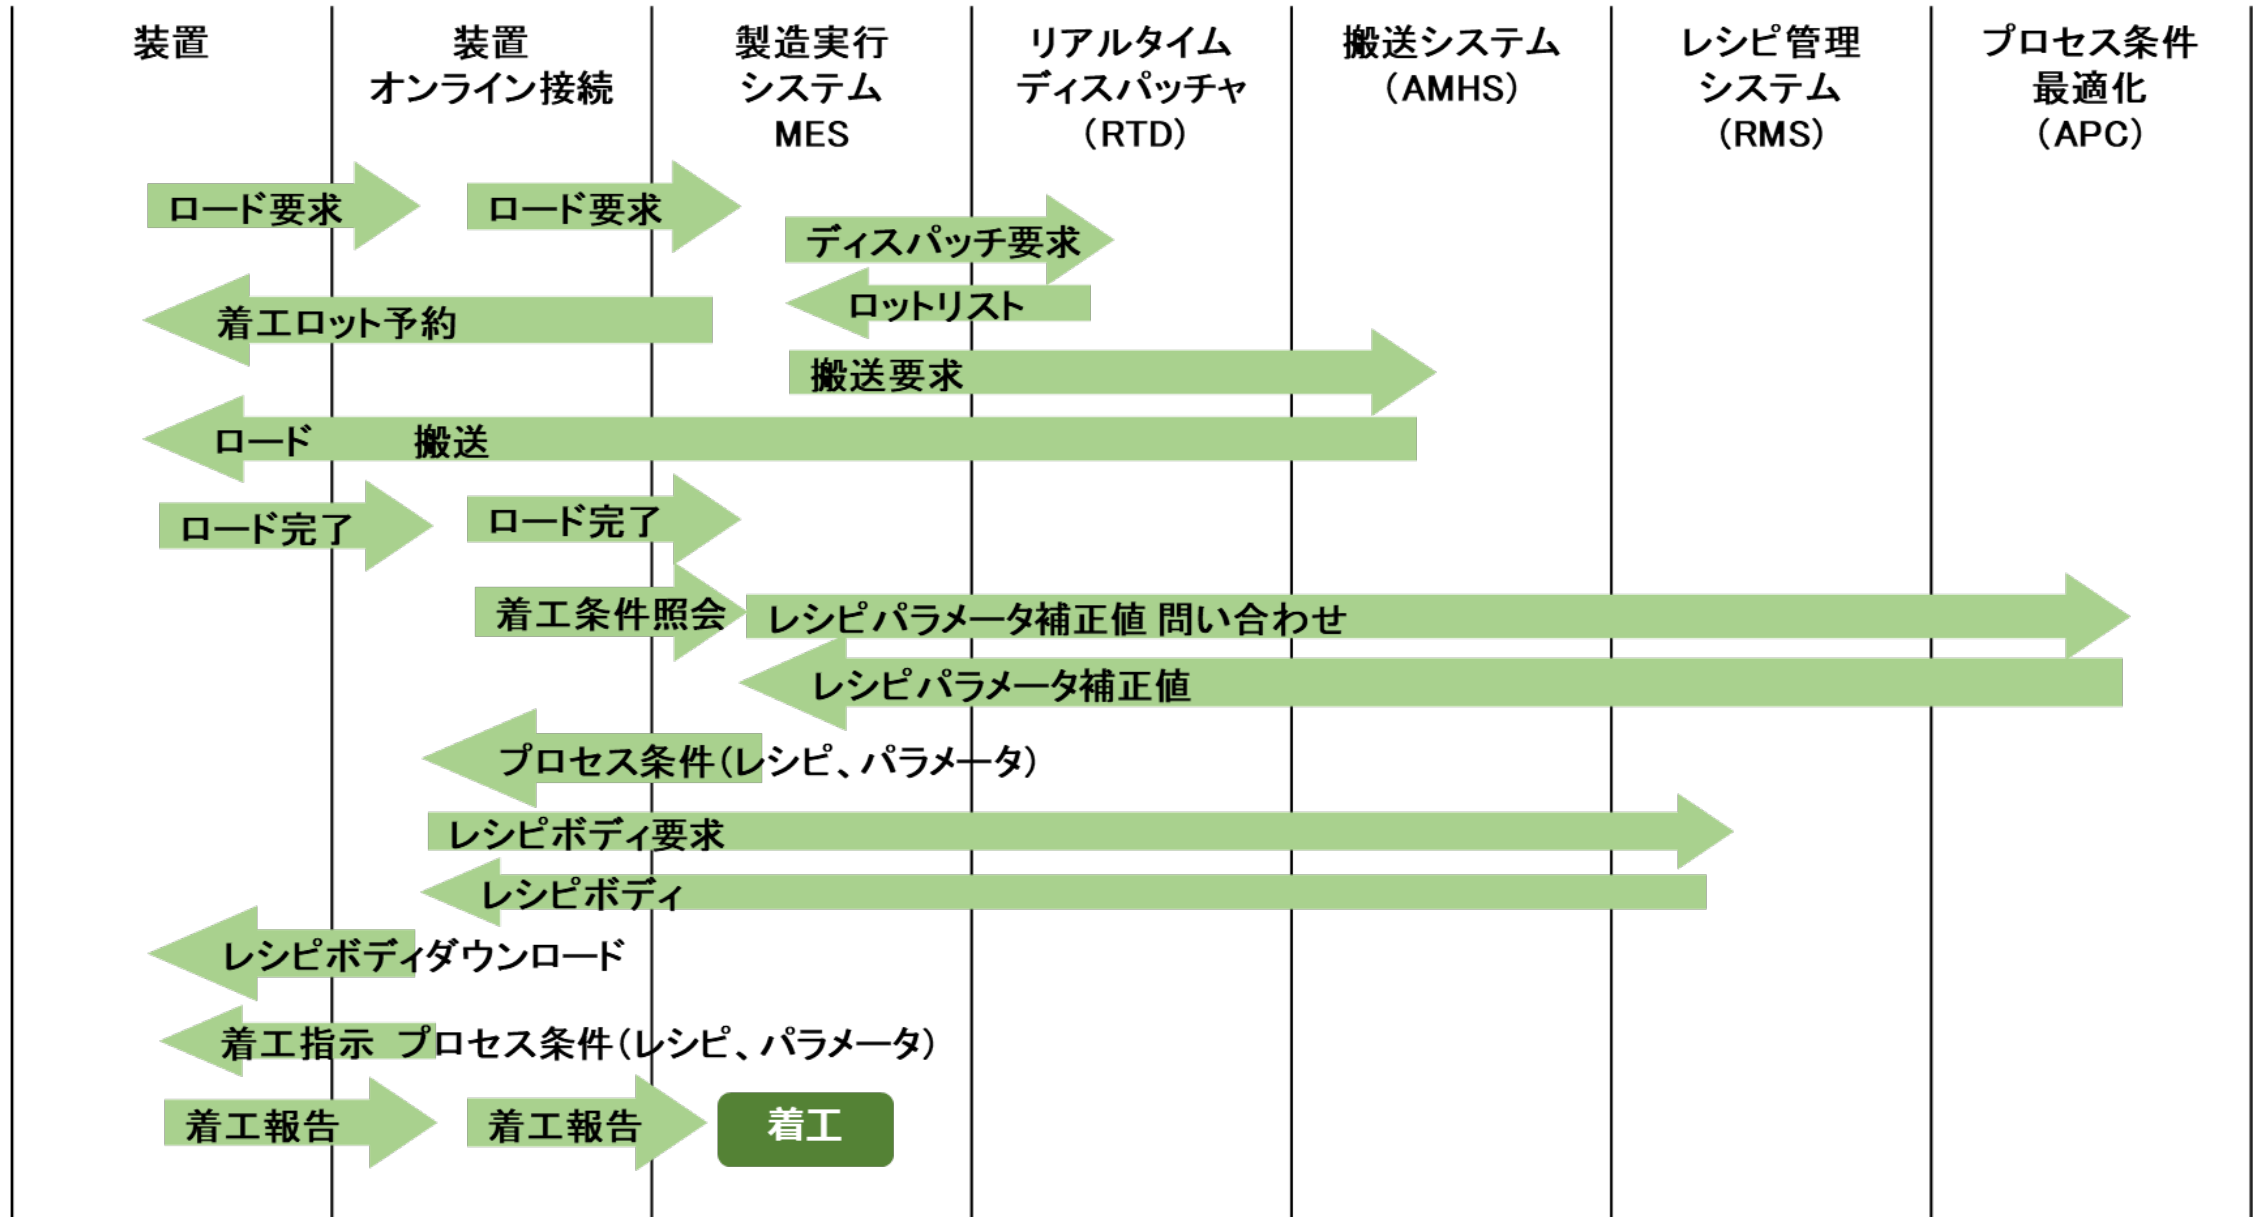 装置
装置
オンライン接続
製造実行
システム
MES
リアルタイム
ディスパッチャ
（RTD）
搬送システム
（AMHS）
レシピ管理
システム
（RMS）
プロセス条件
最適化
（APC）
ロード要求
ロード要求
ディスパッチ要求
ロットリスト
着工ロット予約
搬送要求
ロード 搬送
ロード完了
ロード完了
着工条件照会
レシピパラメータ補正値 問い合わせ
レシピパラメータ補正値
プロセス条件（レシピ、パラメータ）
レシピボディ要求
レシピボディ
レシピボディダウンロード
着工指示 プロセス条件（レシピ、パラメータ）
着工報告
着工報告
着工